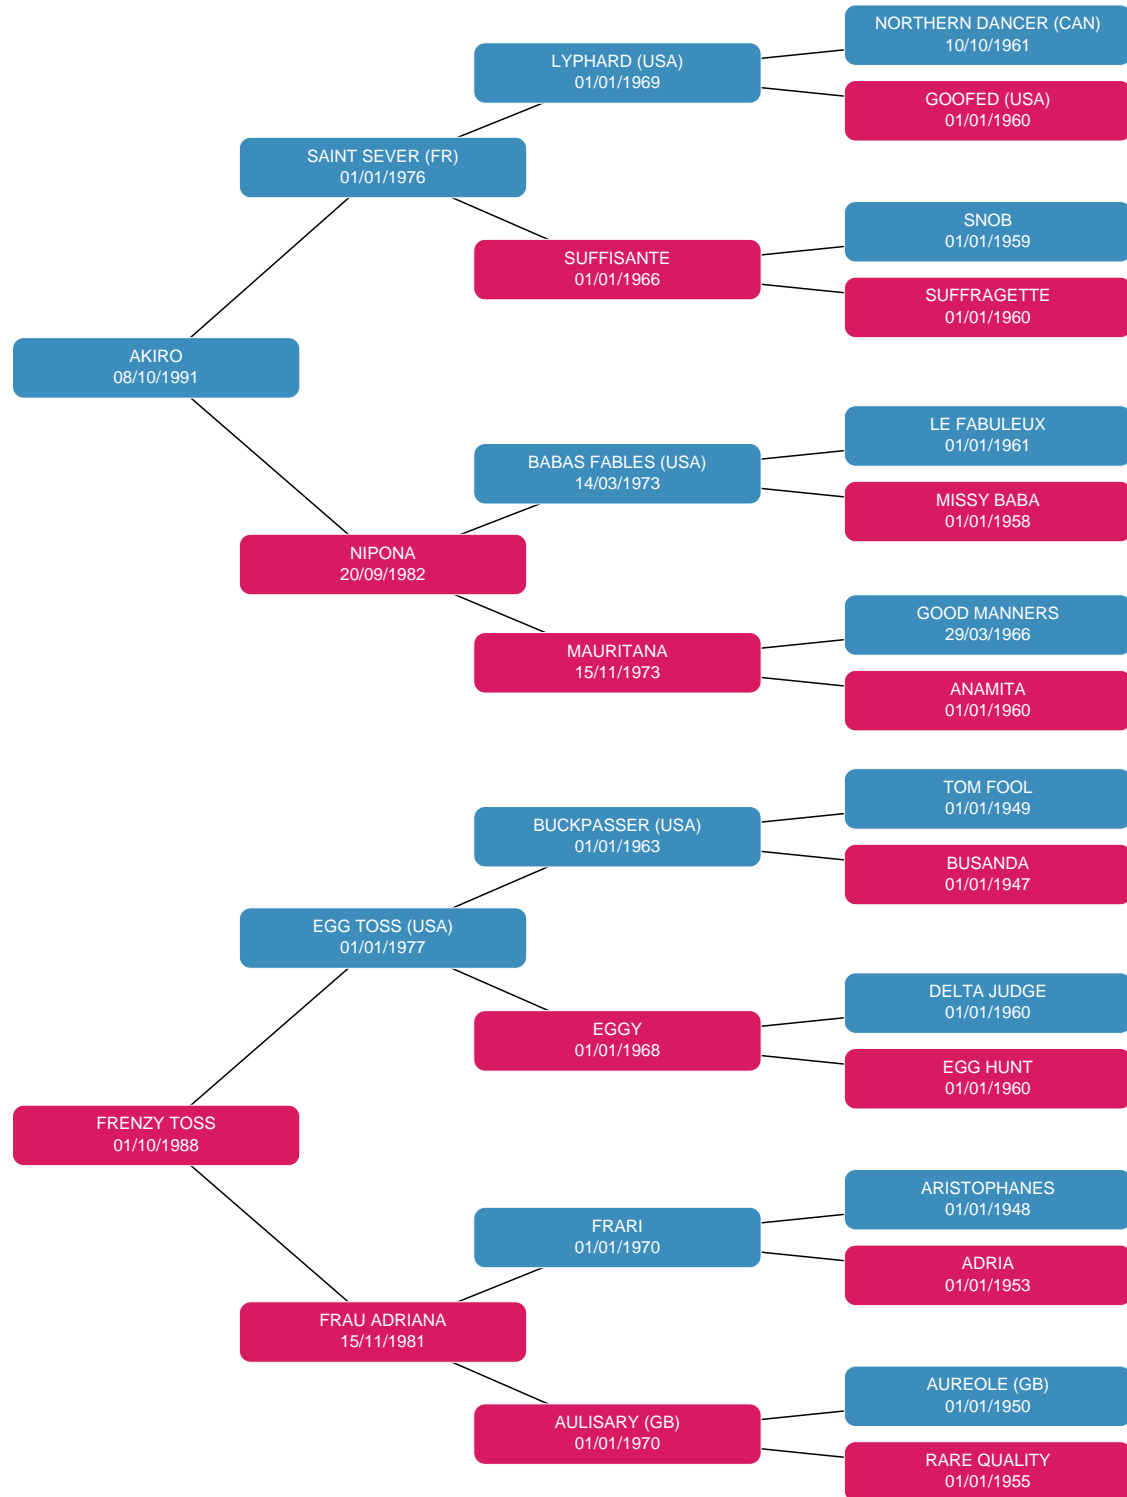 NORTHERN DANCER (CAN)
10/10/1961
LYPHARD (USA)
01/01/1969
GOOFED (USA)
01/01/1960
SAINT SEVER (FR)
01/01/1976
SNOB
01/01/1959
SUFFISANTE
01/01/1966
SUFFRAGETTE
01/01/1960
AKIRO
08/10/1991
LE FABULEUX
01/01/1961
BABAS FABLES (USA)
14/03/1973
MISSY BABA
01/01/1958
NIPONA
20/09/1982
GOOD MANNERS
29/03/1966
MAURITANA
15/11/1973
ANAMITA
01/01/1960
TOM FOOL
01/01/1949
BUCKPASSER (USA)
01/01/1963
BUSANDA
01/01/1947
EGG TOSS (USA)
01/01/1977
DELTA JUDGE
01/01/1960
EGGY
01/01/1968
EGG HUNT
01/01/1960
FRENZY TOSS
01/10/1988
ARISTOPHANES
01/01/1948
FRARI
01/01/1970
ADRIA
01/01/1953
FRAU ADRIANA
15/11/1981
AUREOLE (GB)
01/01/1950
AULISARY (GB)
01/01/1970
RARE QUALITY
01/01/1955